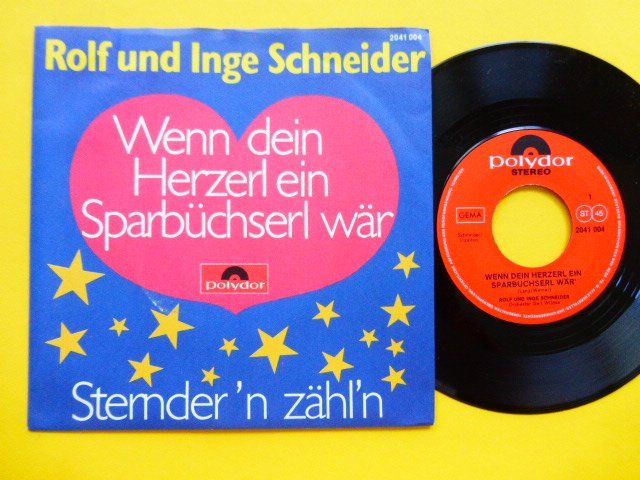 2041 004
Rolf und Inge Schneider
Wenn dein
Herzerl ein
Sparbüchserl wär
Polydor
Sternder 'n zähl'n
Polydor
STEREO
1
GEMA
ST 45
2041 004
WENN DEIN HERZERL EIN
SPARBÜCHSERL WÄR'
ROLF UND INGE SCHNEIDER